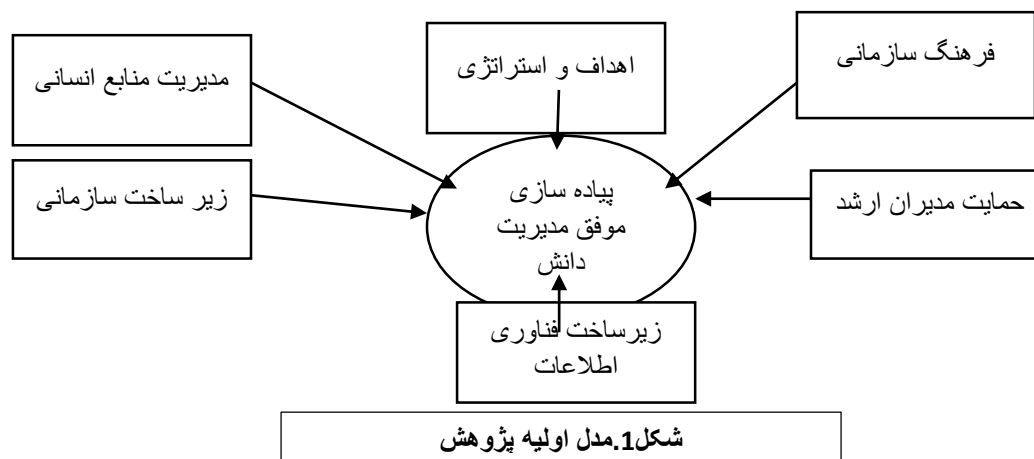 فرهنگ سازمانی
اهداف و استراتژی
مدیریت منابع انسانی
حمایت مدیران ارشد
زیر ساخت سازمانی
پیاده سازی
موفق مدیریت
دانش
زیرساخت فناوری
اطلاعات
شکل1.مدل اولیه پژوهش